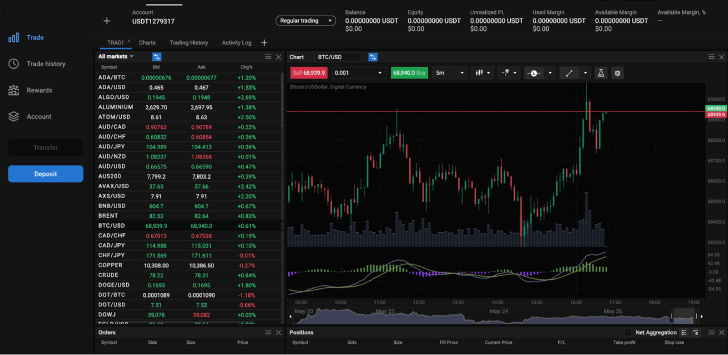 Account
USDT1279317
Regular trading
Balance
0.00000000 USDT
$0.00
Equity
0.00000000 USDT
$0.00
Unrealized PL
0.00000000 USDT
$0.00
Used Margin
0.00000000 USDT
$0.00
Available Margin
0.00000000 USDT
$0.00
Available Margin, %
—
Trade
Trade history
Rewards
Account
Transfer
Deposit
TRADE Charts Trading History Activity Log
All markets
Symbol Bid Ask Chg%
ADA/BTC 0.00000676 0.00000677 +1.20%
ADA/USD 0.465 0.467 +1.53%
ALGO/USD 0.1945 0.1948 +2.69%
ALUMINIUM 2,629.70 2,697.95 +1.38%
ATOM/USD 8.61 8.63 +2.50%
AUD/CAD 0.90763 0.90789 +0.22%
AUD/CHF 0.60832 0.60854 +0.36%
AUD/JPY 104.389 104.413 +0.36%
AUD/NZD 1.08237 1.08268 +0.01%
AUD/USD 0.66575 0.66590 +0.47%
AUS200 7,799.2 7,803.2 +0.39%
AVAX/USD 37.65 37.66 +2.42%
AXS/USD 7.91 7.91 +2.20%
BNB/USD 604.7 604.7 +0.67%
BRENT 82.53 82.64 +0.83%
BTC/USD 68,939.9 68,940.0 +0.61%
CAD/CHF 0.67013 0.67038 +0.19%
CAD/JPY 114.988 115.031 +0.10%
CHF/JPY 171.569 171.611 -0.01%
COPPER 10,308.00 10,386.50 -0.27%
CRUDE 78.22 78.31 +0.84%
DOGE/USD 0.1693 0.1695 +1.80%
DOT/BTC 0.0001089 0.0001090 -1.18%
DOT/USD 7.51 7.53 -0.66%
DOWJ 39,078 39,082 +0.03%
Chart BTC/USD
Sell 68,939.9 0.001 68,940.0 Buy 5m
Bitcoin/USDollar, Digital Currency
68940.0
68939.9
09:00 10:00 11:00 12:00 13:00 14:00 15:00 16:00 17:00 18:00 19:00
May 20 May 22 May 24 May 26
Orders
Symbol Side Size
Positions
Net Aggregation
Symbol Side Size Fill Price Current Price P/L Take profit Stop loss